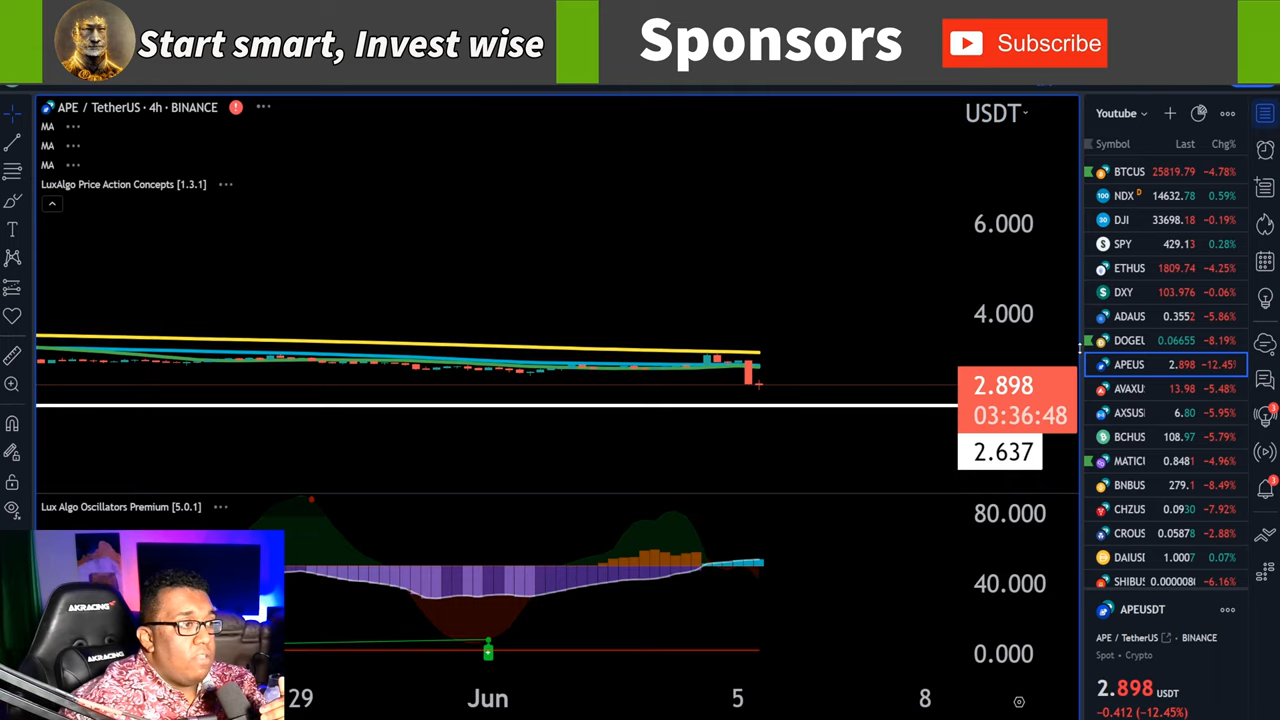 Start smart, Invest wise
Sponsors
Subscribe
APE / TetherUS · 4h · BINANCE
MA
MA
MA
LuxAlgo Price Action Concepts [1.3.1]
USDT
6.000
4.000
2.898
03:36:48
2.637
Lux Algo Oscillators Premium [5.0.1]
80.000
40.000
0.000
29
Jun
5
8
AKRACING
AKRACING
Youtube
Symbol Last Chg%
BTCUS 25819.79 −4.78%
NDX D 14632.78 0.59%
DJI 33698.18 −0.19%
SPY 429.13 0.28%
ETHUS 1809.74 −4.25%
DXY 103.976 −0.06%
ADAUS 0.3552 −5.86%
DOGEU 0.06655 −8.19%
APEUS 2.898 −12.45%
AVAXU 13.98 −5.48%
AXSUS 6.80 −5.95%
BCHUS 108.97 −5.79%
MATICU 0.8481 −4.96%
BNBUS 279.1 −8.49%
CHZUS 0.0930 −7.92%
CROUS 0.05878 −2.88%
DAIUSD 1.0007 0.07%
SHIBUS 0.0000080 −6.16%
APEUSDT
APE / TetherUS BINANCE
Spot • Crypto
2.898 USDT
−0.412 (−12.45%)